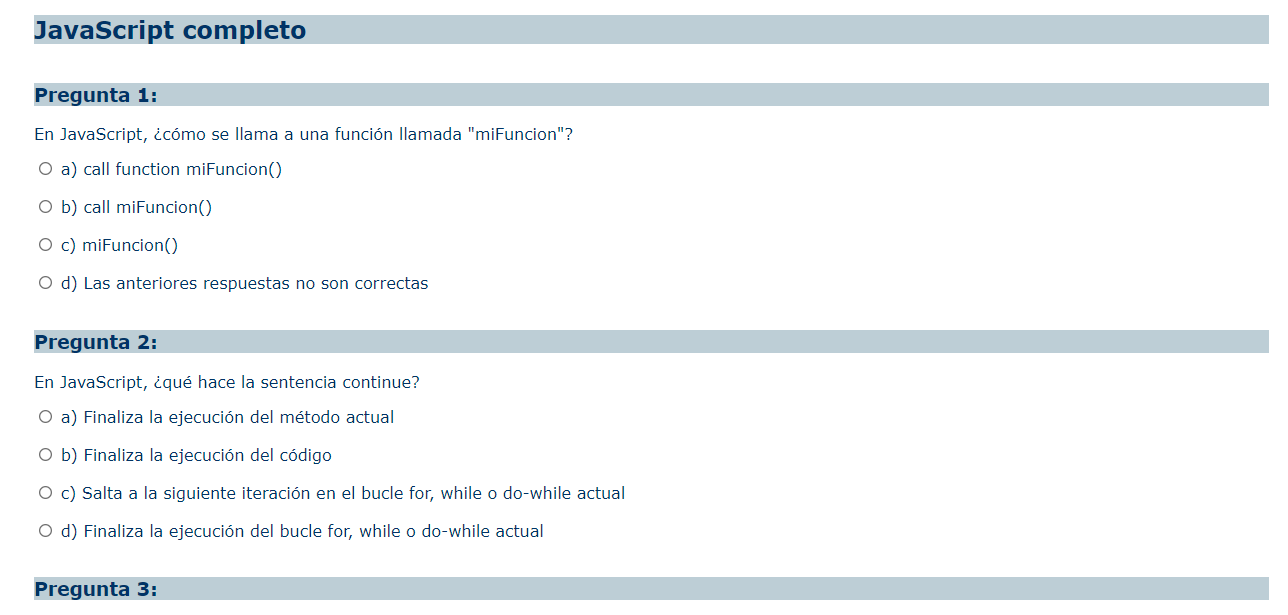 JavaScript completo
Pregunta 1:
En JavaScript, ¿cómo se llama a una función llamada "miFuncion"?
a) call function miFuncion()
b) call miFuncion()
c) miFuncion()
d) Las anteriores respuestas no son correctas
Pregunta 2:
En JavaScript, ¿qué hace la sentencia continue?
a) Finaliza la ejecución del método actual
b) Finaliza la ejecución del código
c) Salta a la siguiente iteración en el bucle for, while o do-while actual
d) Finaliza la ejecución del bucle for, while o do-while actual
Pregunta 3: